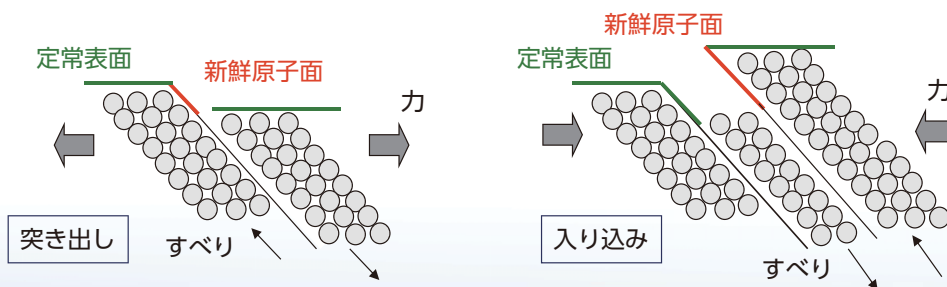 定常表面
新鮮原子面
力
突き出し
すべり
新鮮原子面
定常表面
力
入り込み
すべり